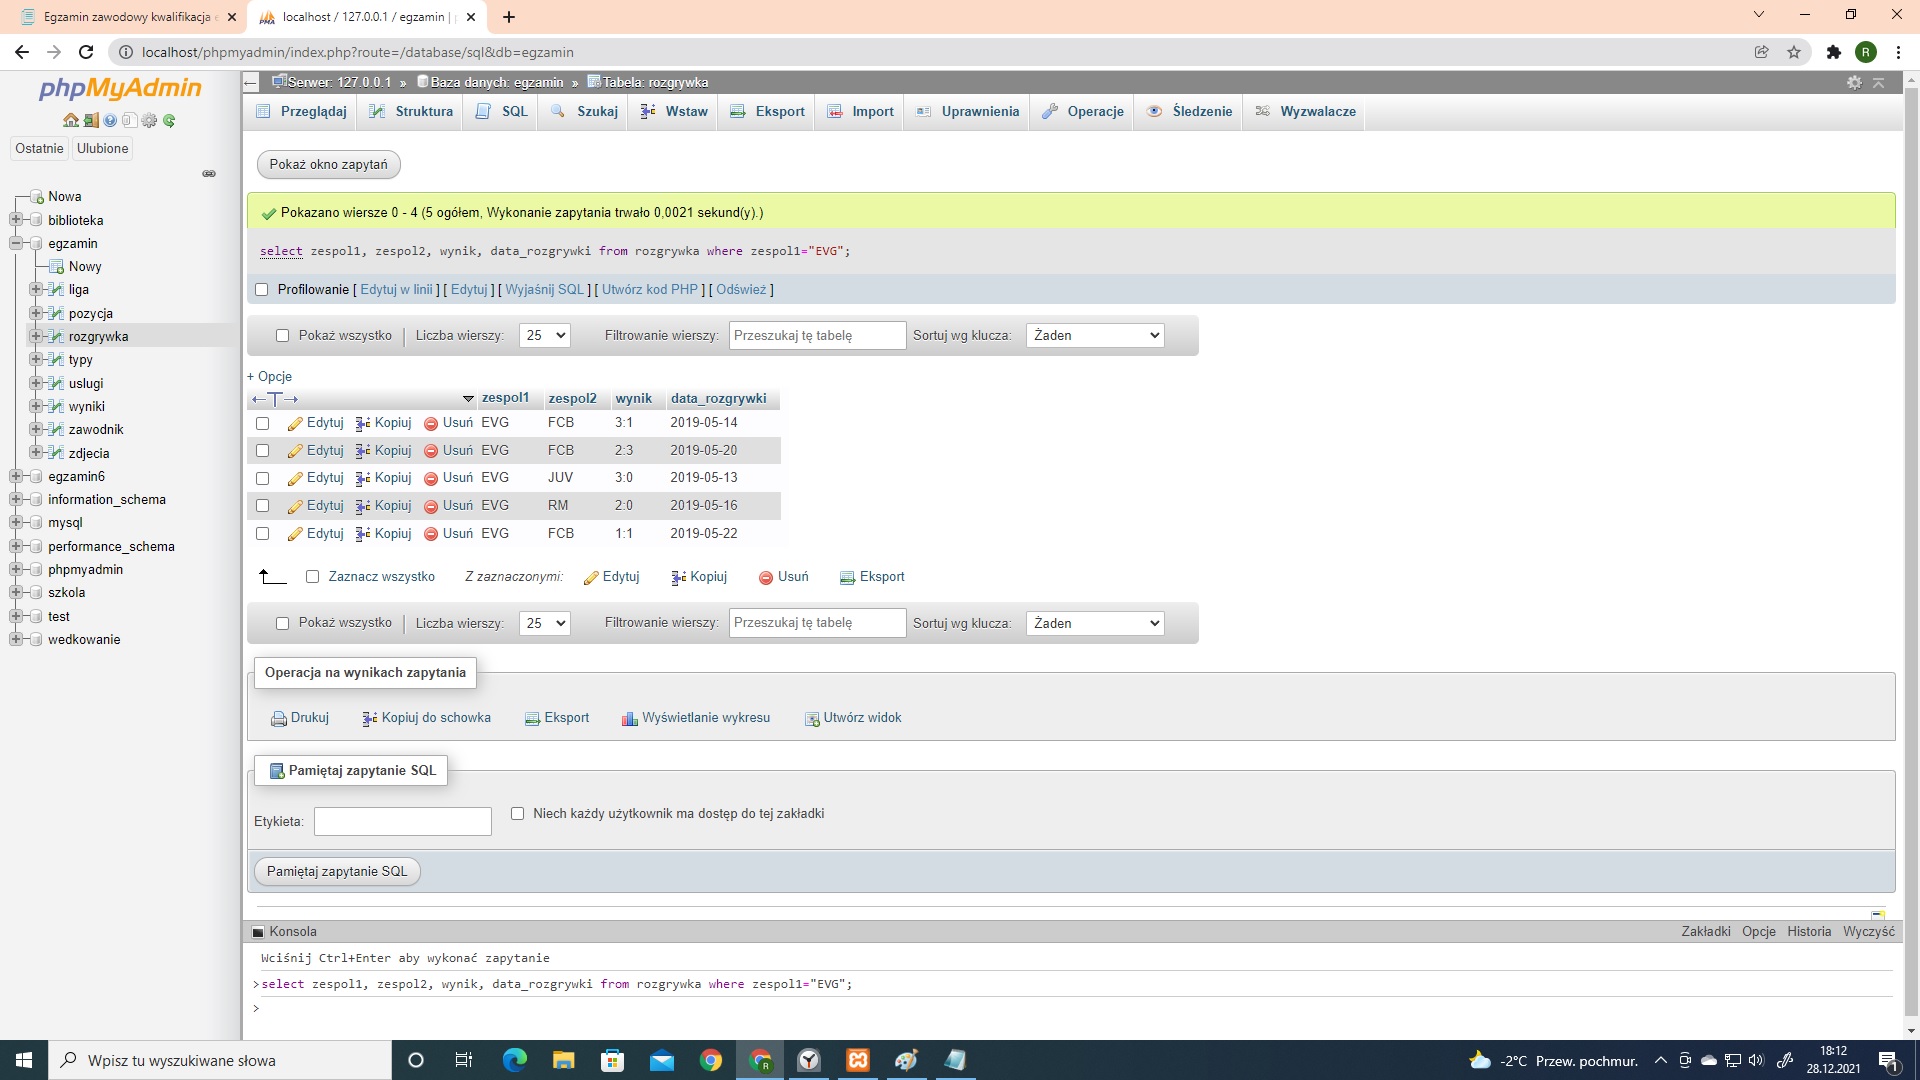 Egzamin zawodowy kwalifikacja
localhost / 127.0.0.1 / egzamin |
localhost/phpmyadmin/index.php?route=/database/sql&db=egzamin
R
phpMyAdmin
Ostatnie Ulubione
Nowa
biblioteka
egzamin
Nowy
liga
pozycja
rozgrywka
typy
uslugi
wyniki
zawodnik
zdjecia
egzamin6
information_schema
mysql
performance_schema
phpmyadmin
szkola
test
wedkowanie
Serwer: 127.0.0.1 » Baza danych: egzamin » Tabela: rozgrywka
Przeglądaj Struktura SQL Szukaj Wstaw Eksport Import Uprawnienia Operacje Śledzenie Wyzwalacze
Pokaż okno zapytań
Pokazano wiersze 0 - 4 (5 ogółem, Wykonanie zapytania trwało 0,0021 sekund(y).)
select zespol1, zespol2, wynik, data_rozgrywki from rozgrywka where zespol1="EVG";
Profilowanie [ Edytuj w linii ] [ Edytuj ] [ Wyjaśnij SQL ] [ Utwórz kod PHP ] [ Odśwież ]
Pokaż wszystko | Liczba wierszy: 25 Filtrowanie wierszy: Przeszukaj tę tabelę Sortuj wg klucza: Żaden
+ Opcje
←T→ zespol1 zespol2 wynik data_rozgrywki
Edytuj Kopiuj Usuń EVG FCB 3:1 2019-05-14
Edytuj Kopiuj Usuń EVG FCB 2:3 2019-05-20
Edytuj Kopiuj Usuń EVG JUV 3:0 2019-05-13
Edytuj Kopiuj Usuń EVG RM 2:0 2019-05-16
Edytuj Kopiuj Usuń EVG FCB 1:1 2019-05-22
Zaznacz wszystko Z zaznaczonymi: Edytuj Kopiuj Usuń Eksport
Pokaż wszystko | Liczba wierszy: 25 Filtrowanie wierszy: Przeszukaj tę tabelę Sortuj wg klucza: Żaden
Operacja na wynikach zapytania
Drukuj Kopiuj do schowka Eksport Wyświetlanie wykresu Utwórz widok
Pamiętaj zapytanie SQL
Etykieta: Niech każdy użytkownik ma dostęp do tej zakładki
Pamiętaj zapytanie SQL
Konsola Zakładki Opcje Historia Wyczyść
Wciśnij Ctrl+Enter aby wykonać zapytanie
>select zespol1, zespol2, wynik, data_rozgrywki from rozgrywka where zespol1="EVG";
>
Wpisz tu wyszukiwane słowa
-2°C Przew. pochmur.
18:12
28.12.2021
1